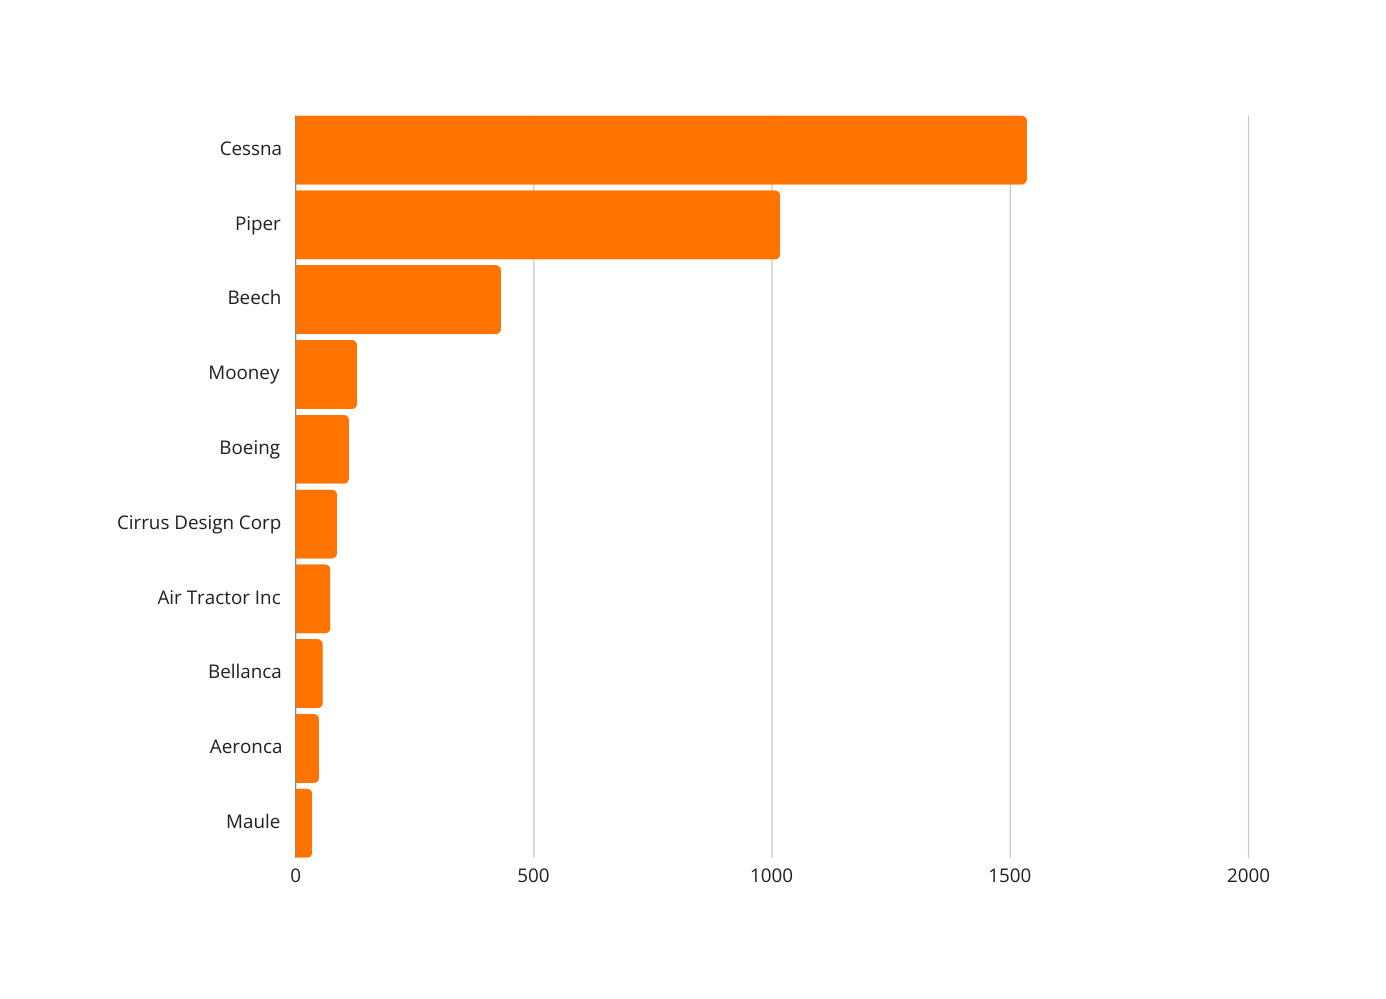 Cessna
Piper
Beech
Mooney
Boeing
Cirrus Design Corp
Air Tractor Inc
Bellanca
Aeronca
Maule
0 500 1000 1500 2000